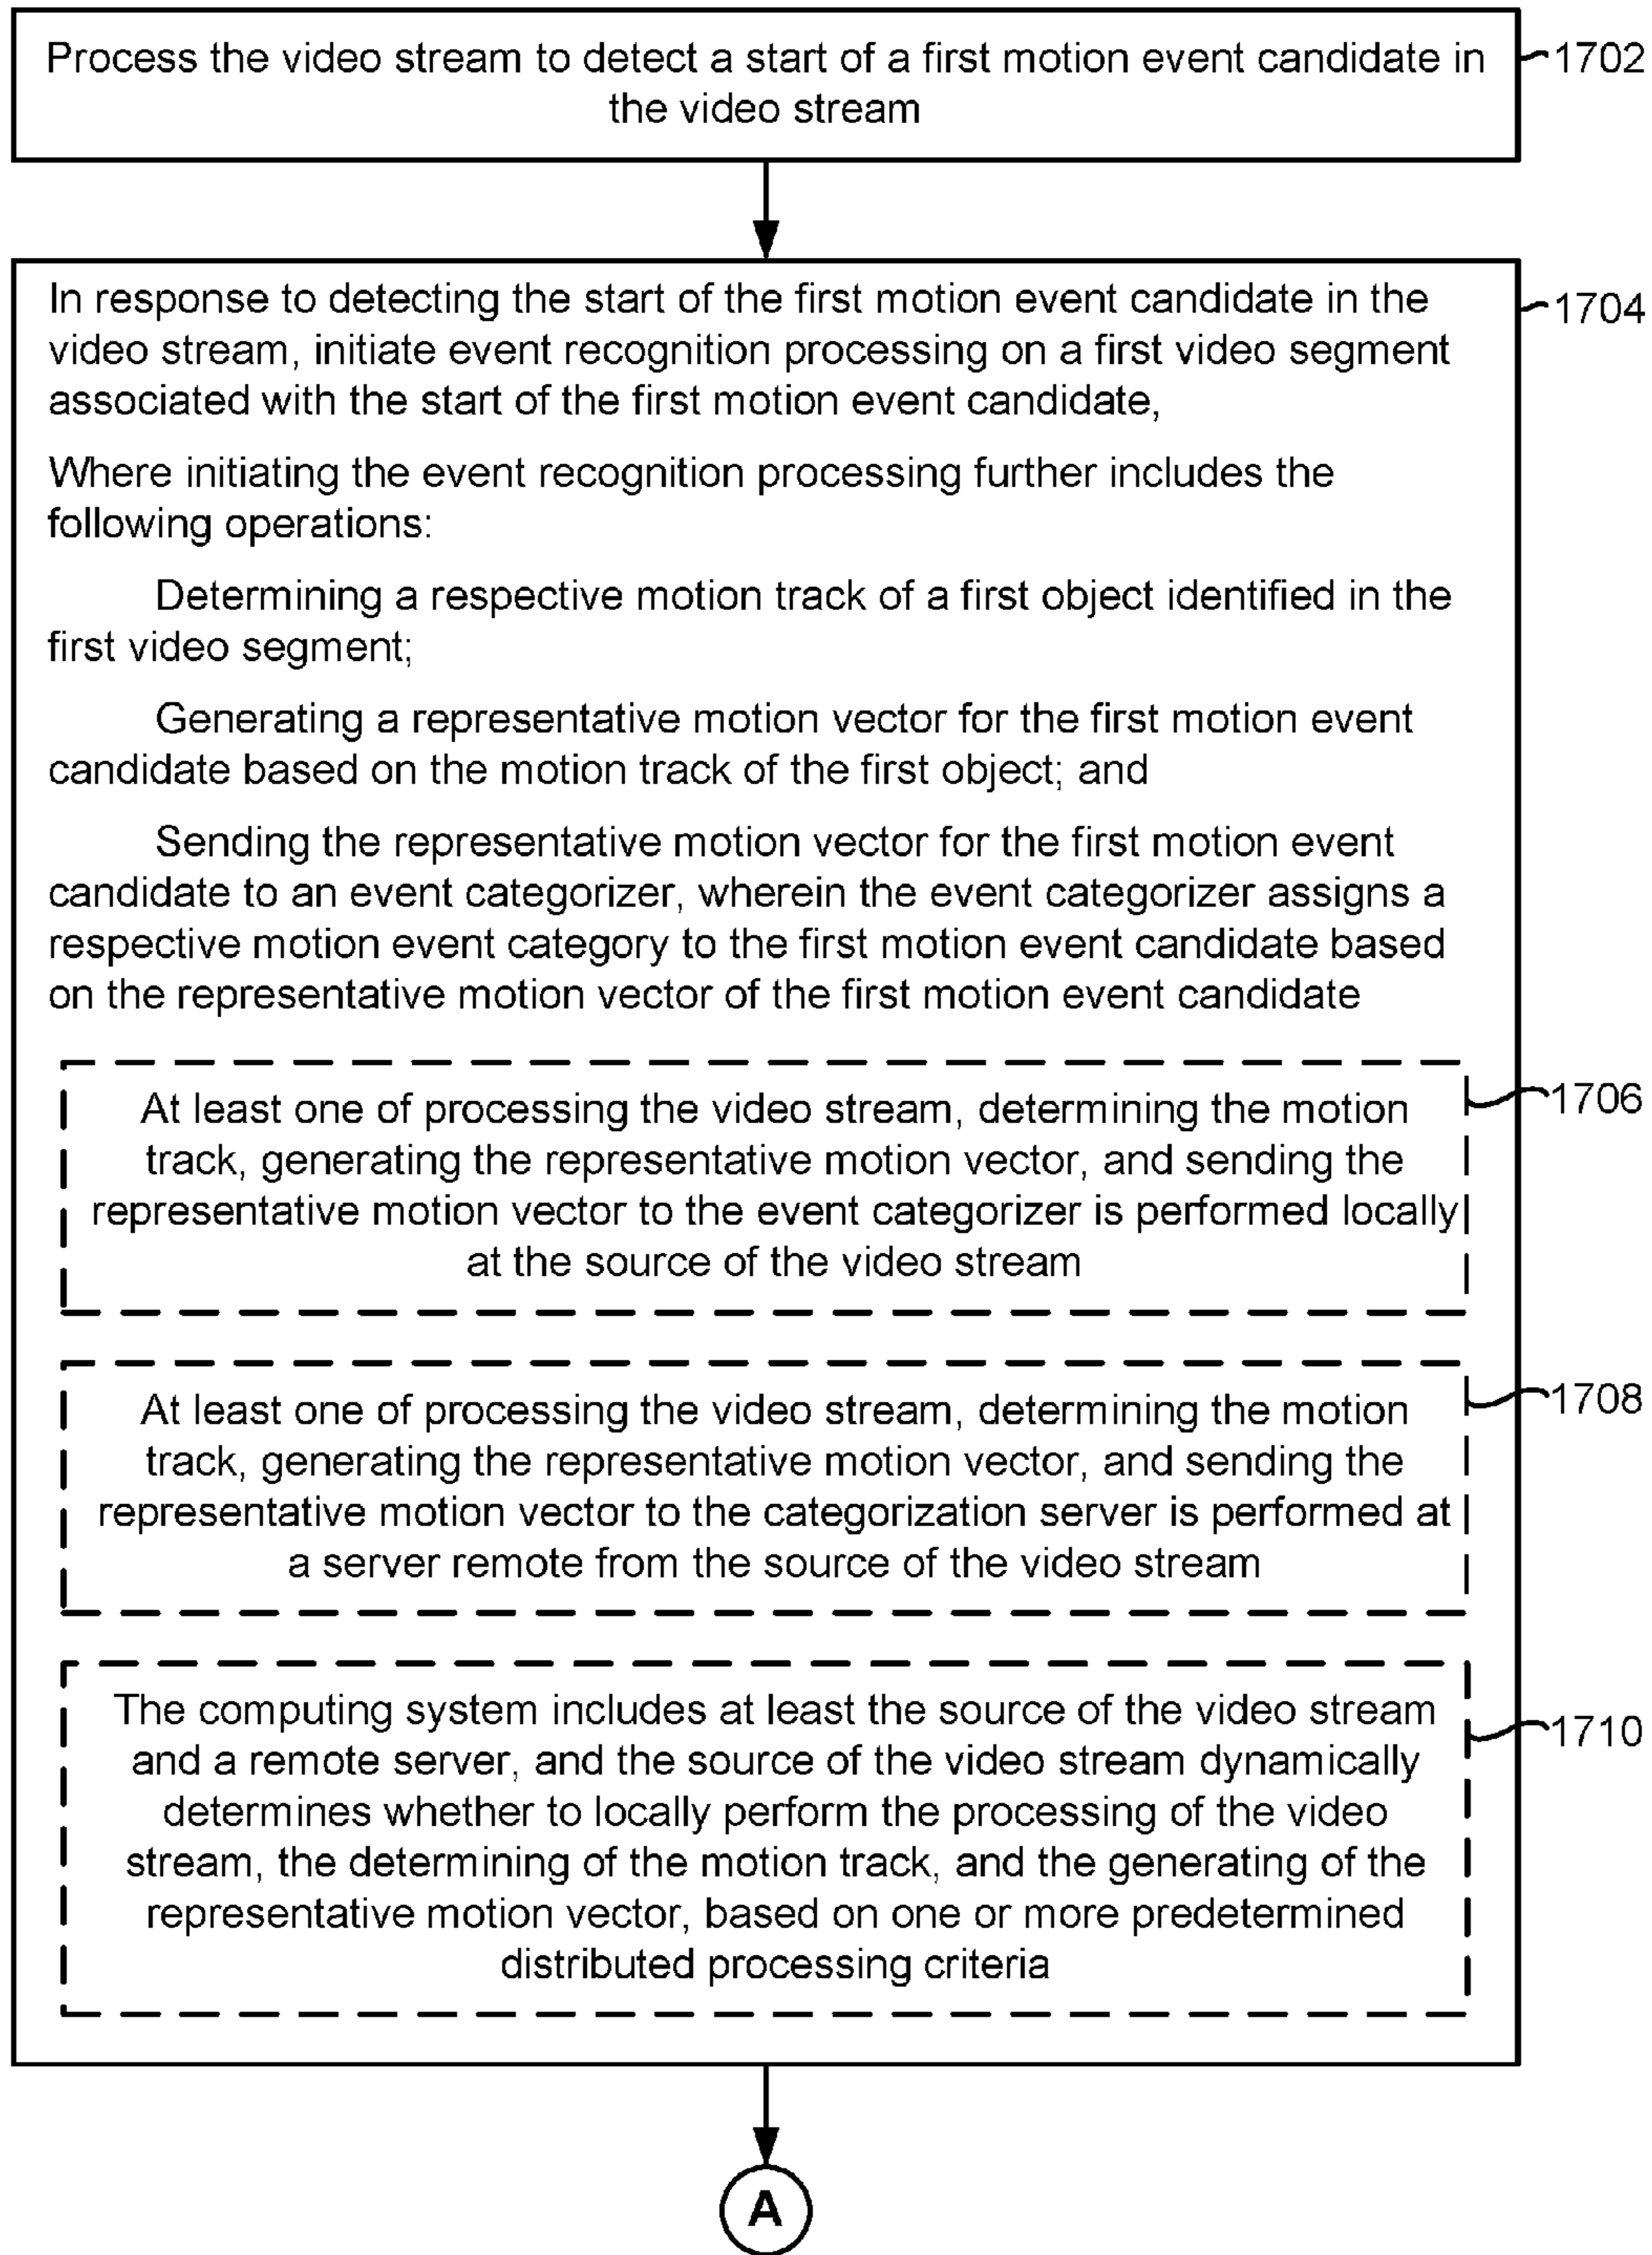 Process the video stream to detect a start of a first motion event candidate in
the video stream
1702
In response to detecting the start of the first motion event candidate in the
video stream, initiate event recognition processing on a first video segment
associated with the start of the first motion event candidate,
1704
Where initiating the event recognition processing further includes the
following operations:
Determining a respective motion track of a first object identified in the
first video segment;
Generating a representative motion vector for the first motion event
candidate based on the motion track of the first object; and
Sending the representative motion vector for the first motion event
candidate to an event categorizer, wherein the event categorizer assigns a
respective motion event category to the first motion event candidate based
on the representative motion vector of the first motion event candidate
At least one of processing the video stream, determining the motion
track, generating the representative motion vector, and sending the
representative motion vector to the event categorizer is performed locally
at the source of the video stream
1706
At least one of processing the video stream, determining the motion
track, generating the representative motion vector, and sending the
representative motion vector to the categorization server is performed at
a server remote from the source of the video stream
1708
The computing system includes at least the source of the video stream
and a remote server, and the source of the video stream dynamically
determines whether to locally perform the processing of the video
stream, the determining of the motion track, and the generating of the
representative motion vector, based on one or more predetermined
distributed processing criteria
1710
A